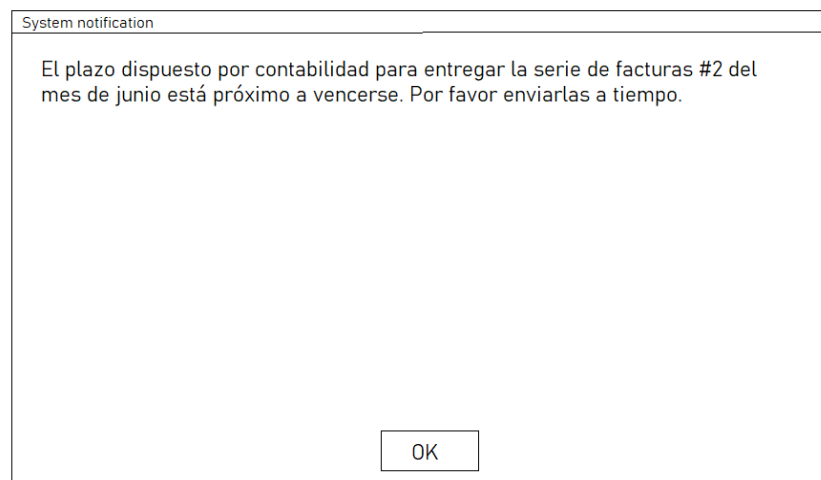 System notification
El plazo dispuesto por contabilidad para entregar la serie de facturas #2 del
mes de junio está próximo a vencerse. Por favor enviarlas a tiempo.
OK